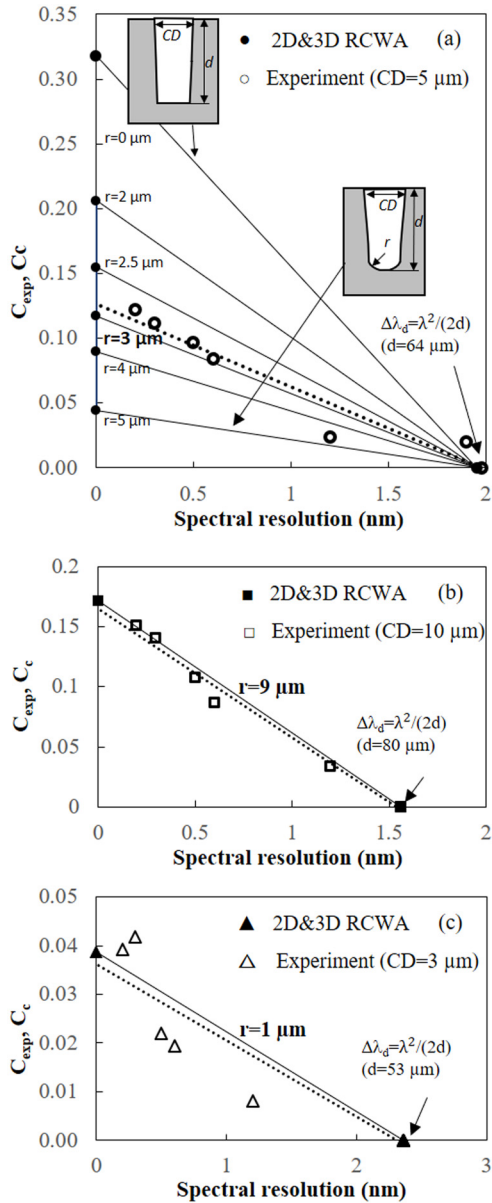 0.35
CD
d
● 2D&3D RCWA (a)
○ Experiment (CD=5 µm)
0.30
0.25
r=0 µm
CD
d
r
0.20
r=2 µm
0.15
r=2.5 µm
Δλd=λ²/(2d)
(d=64 µm)
0.10
r=3 µm
r=4 µm
0.05
r=5 µm
0.00
0 0.5 1 1.5 2
Cexp, Cc
Spectral resolution (nm)
0.2
■ 2D&3D RCWA (b)
□ Experiment (CD=10 µm)
0.15
r=9 µm
0.1
Δλd=λ²/(2d)
(d=80 µm)
0.05
0
0 0.5 1 1.5 2
Cexp, Cc
Spectral resolution (nm)
0.05
▲ 2D&3D RCWA (c)
△ Experiment (CD=3 µm)
0.04
0.03
r=1 µm
0.02
Δλd=λ²/(2d)
(d=53 µm)
0.01
0.00
0 1 2 3
Cexp, Cc
Spectral resolution (nm)